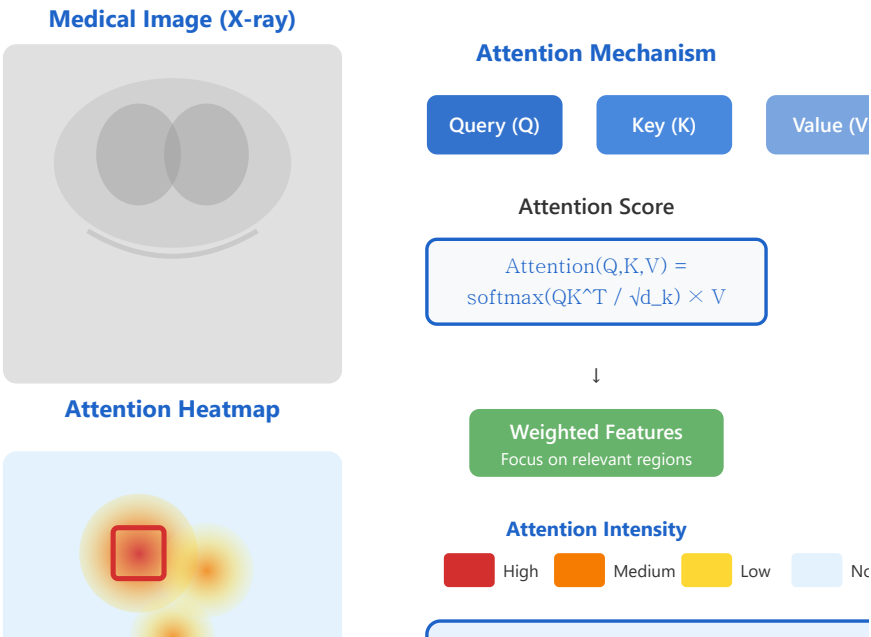 Medical Image (X-ray)
Attention Heatmap
Attention Mechanism
Query (Q)
Key (K)
Value (V
Attention Score
Attention(Q,K,V) =
softmax(QK^T / √d_k) × V
↓
Weighted Features
Focus on relevant regions
Attention Intensity
High
Medium
Low